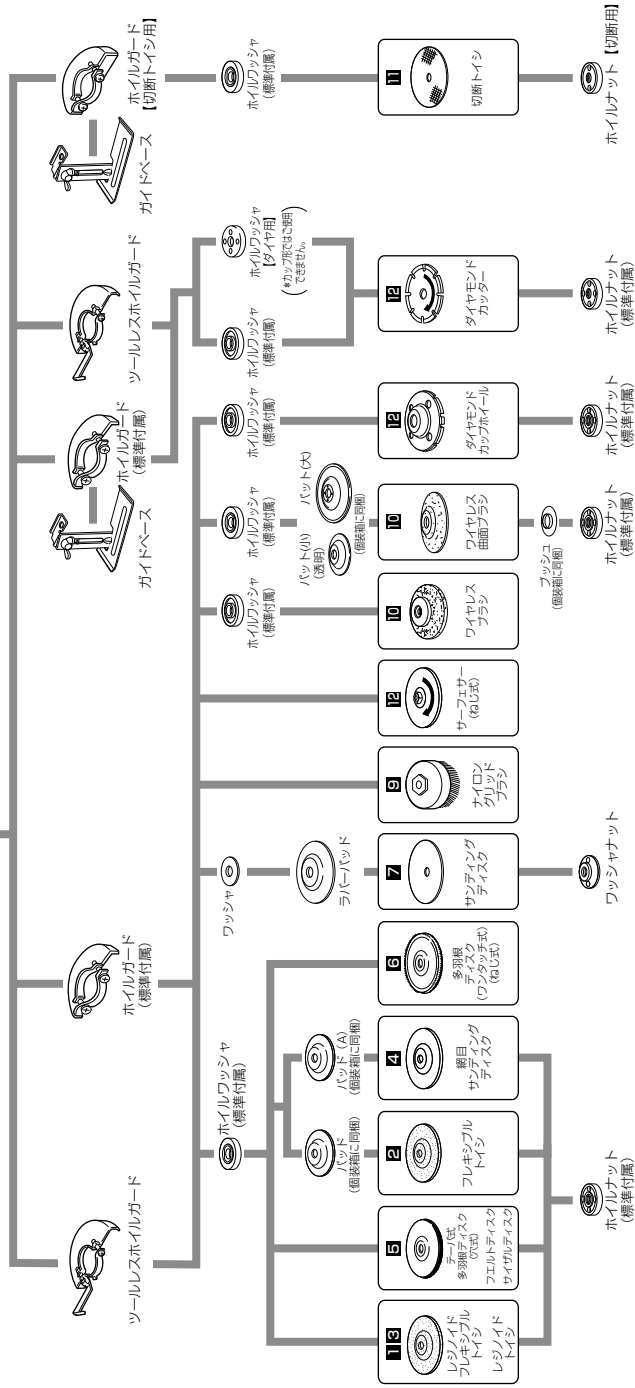 ツールレスホイルガード
ホイルガード
(標準付属)
ガイドベース
ホイルガード
(標準付属)
ツールレスホイルガード
ガイドベース
ホイルガード
【切断トイシ用】
ホイルワッシャ
(標準付属)
ワッシャ
ホイルワッシャ
(標準付属)
ホイルワッシャ
(標準付属)
ホイルワッシャ
(標準付属)
ホイルワッシャ
(標準付属)
ホイルワッシャ
【ダイヤ用】
(*カップ形ではご使用
できません。)
ホイルワッシャ
(標準付属)
パッド
(個装箱に同梱)
パッド(A)
(個装箱に同梱)
ラバーパッド
パット(小)
(透明)
パット(大)
(個装箱に同梱)
1 3
レジノイド
フレキシブル
トイシ
レジノイド
トイシ
5
テーパ式
多羽根ディスク
(穴式)
フエルトディスク
サイザルディスク
2
フレキシブル
トイシ
4
網目
サンディング
ディスク
6
多羽根
ディスク
(ワンタッチ式)
(ねじ式)
7
サンディング
ディスク
9
ナイロン
グリッド
ブラシ
12
サーフェサー
(ねじ式)
10
ワイヤレス
ブラシ
10
ワイヤレス
曲面ブラシ
12
ダイヤモンド
カップホイール
12
ダイヤモンド
カッター
11
切断トイシ
ホイルナット
(標準付属)
ワッシャナット
ブッシュ
(個装箱に同梱)
ホイルナット
(標準付属)
ホイルナット
(標準付属)
ホイルナット
(標準付属)
ホイルナット【切断用】